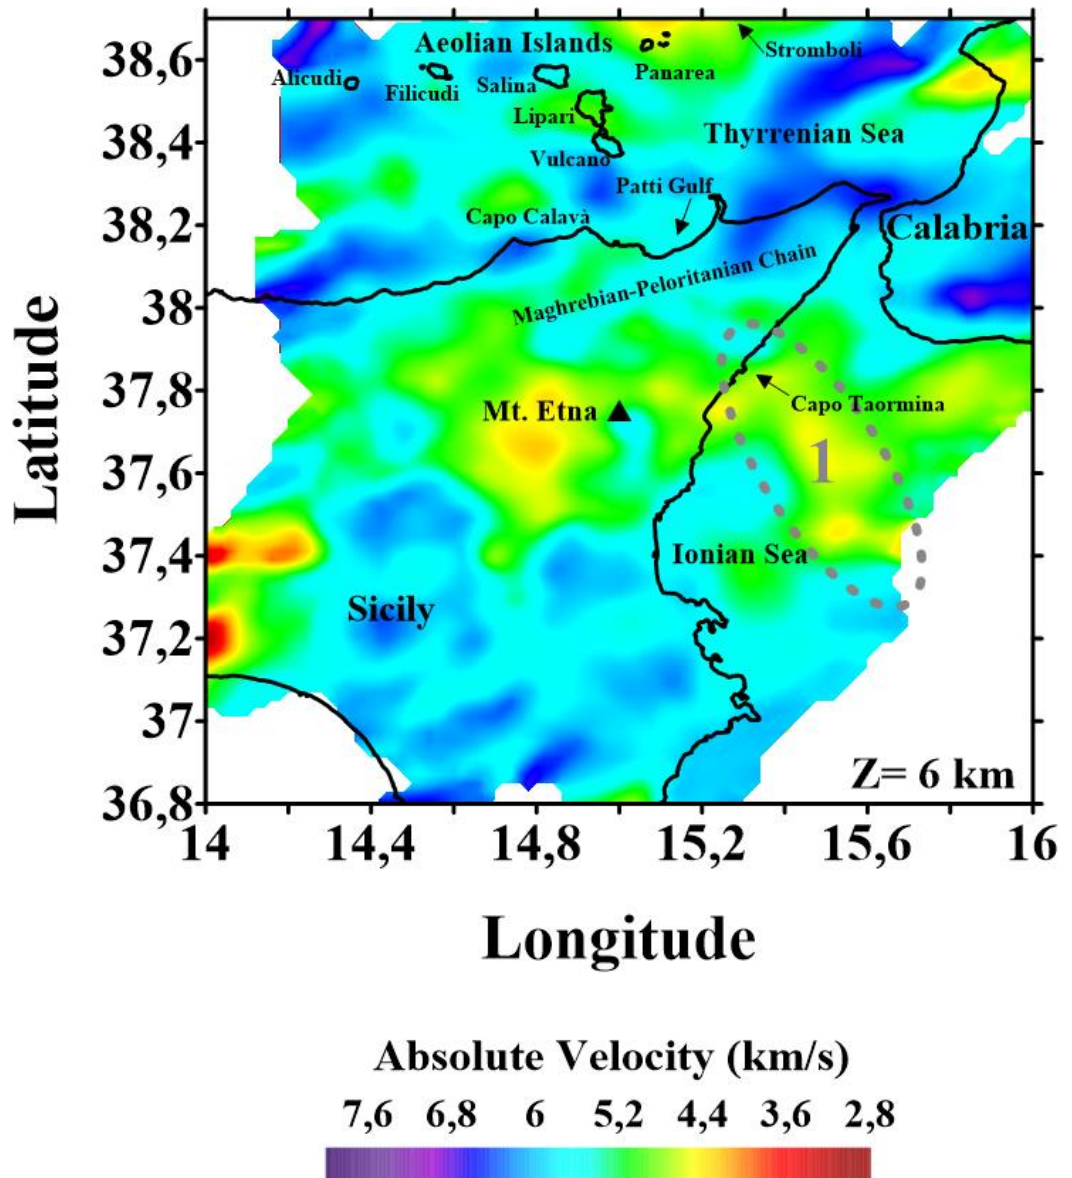 38,6
38,4
38,2
38
37,8
37,6
37,4
37,2
37
36,8
Latitude
Aeolian Islands
Stromboli
Alicudi
Filicudi
Salina
Panarea
Lipari
Thyrrenian Sea
Vulcano
Patti Gulf
Capo Calavà
Calabria
Maghrebian-Peloritanian Chain
Mt. Etna
Capo Taormina
1
Ionian Sea
Sicily
Z= 6 km
14 14,4 14,8 15,2 15,6 16
Longitude
Absolute Velocity (km/s)
7,6 6,8 6 5,2 4,4 3,6 2,8